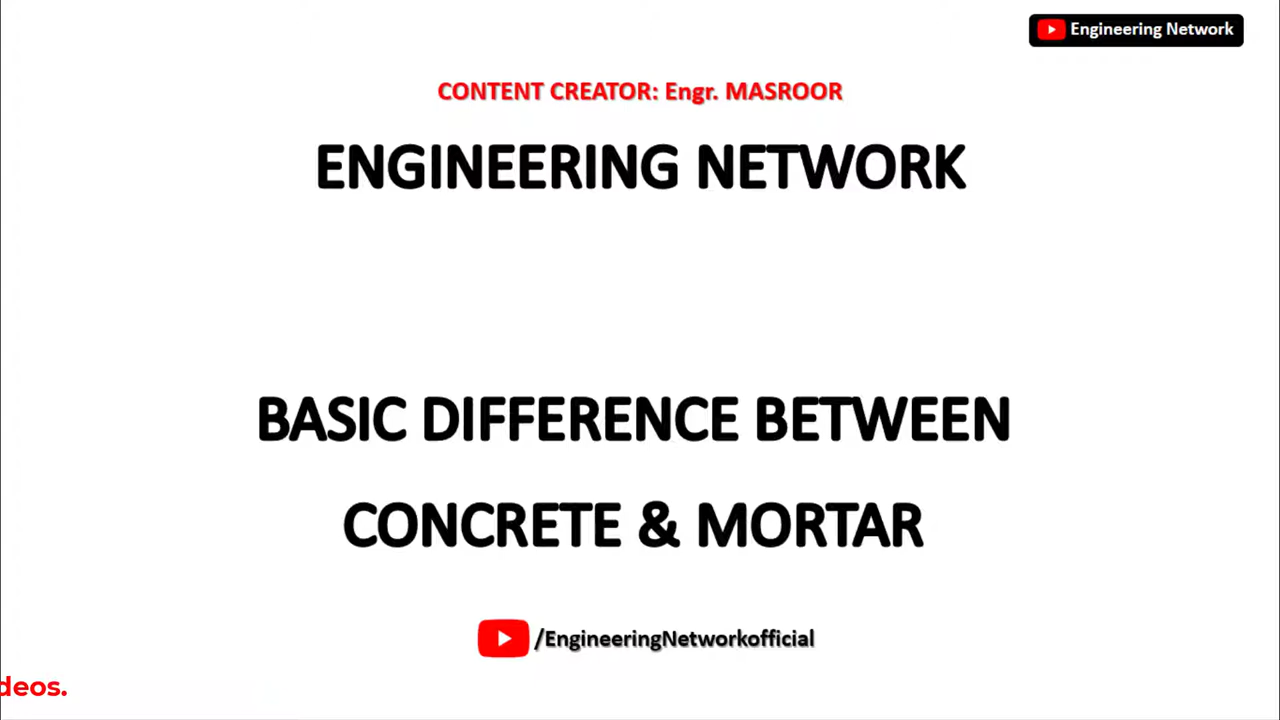 Engineering Network
CONTENT CREATOR: Engr. MASROOR
ENGINEERING NETWORK
BASIC DIFFERENCE BETWEEN
CONCRETE & MORTAR
/EngineeringNetworkofficial
deos.